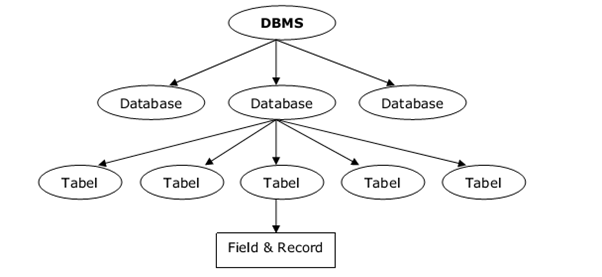 DBMS
Database
Database
Database
Tabel
Tabel
Tabel
Tabel
Tabel
Field & Record